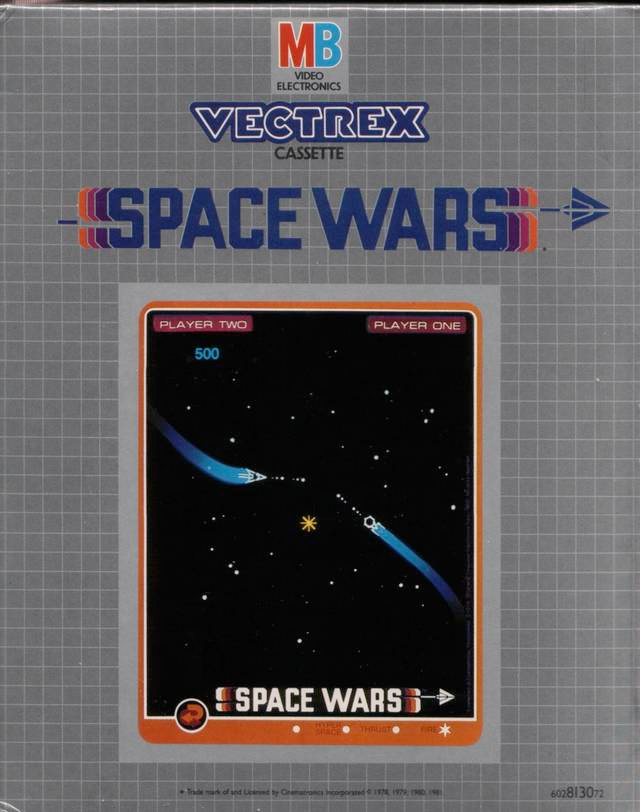 MB
VIDEO
ELECTRONICS
VECTREX
CASSETTE
SPACE WARS
PLAYER TWO
PLAYER ONE
500
SPACE WARS
HYPER
SPACE
THRUST
FIRE
* Trade mark of and Licensed by Cinematronics Incorporated © 1978, 1979, 1980, 1981
602813072